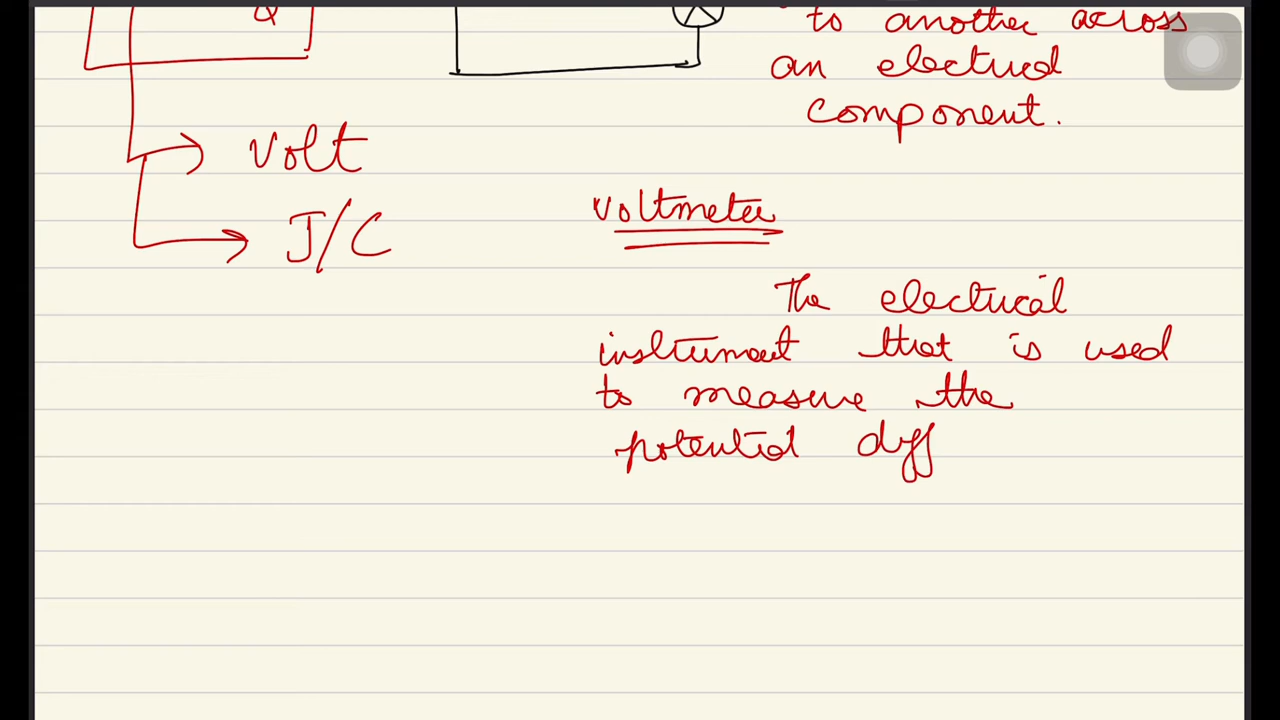 Q
to another across
an electrical
component.
Volt
J/C
Voltmeter
The electrical
instrument that is used
to measure the
potential diff